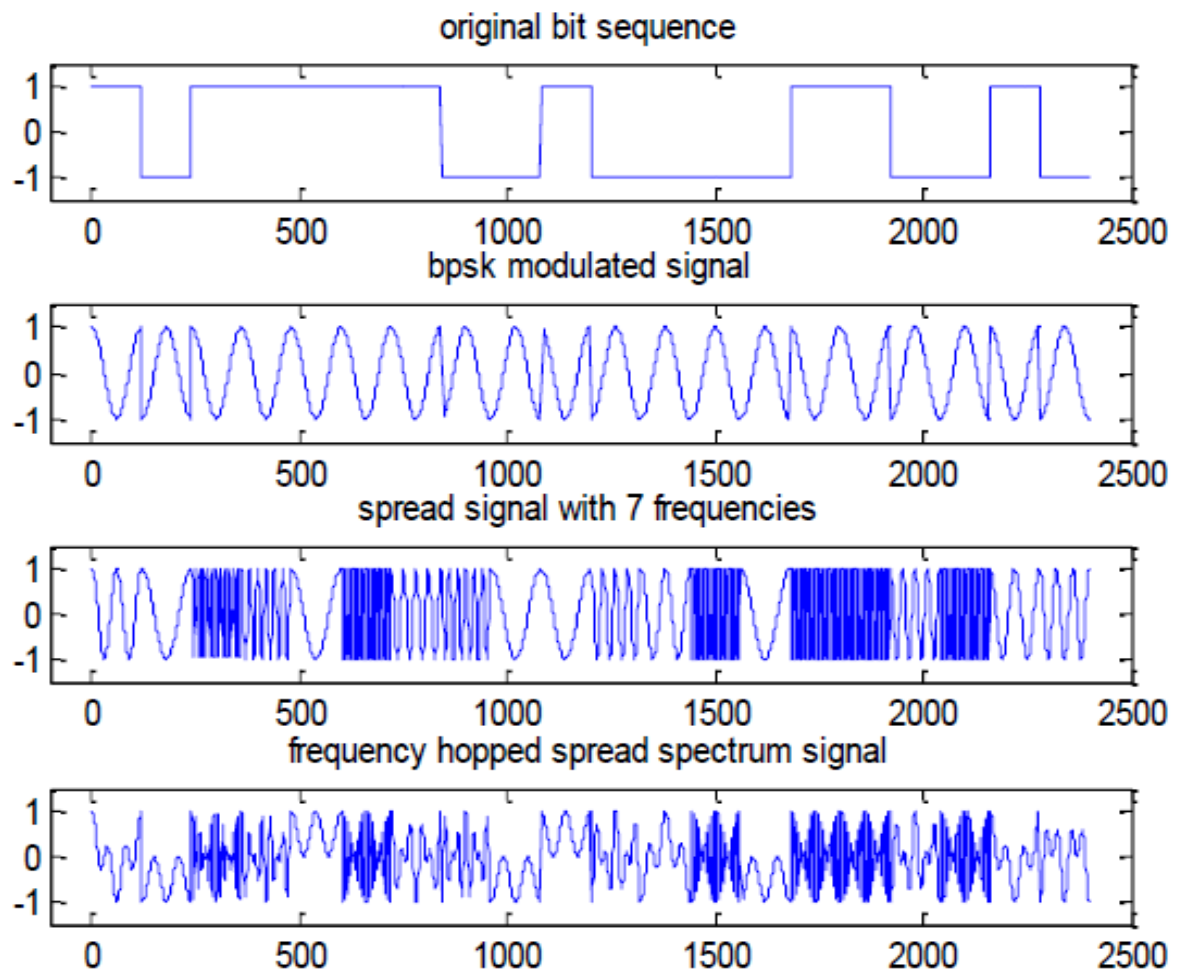 original bit sequence
1
0
-1
0 500 1000 1500 2000 2500
bpsk modulated signal
1
0
-1
0 500 1000 1500 2000 2500
spread signal with 7 frequencies
1
0
-1
0 500 1000 1500 2000 2500
frequency hopped spread spectrum signal
1
0
-1
0 500 1000 1500 2000 2500